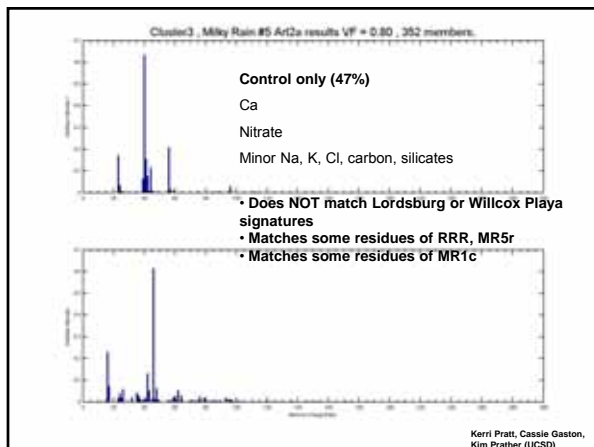 Cluster3 , Milky Rain #5 Art2a results VF = 0.80 , 352 members.
Control only (47%)
Ca
Nitrate
Minor Na, K, Cl, carbon, silicates
• Does NOT match Lordsburg or Willcox Playa
signatures
• Matches some residues of RRR, MR5r
• Matches some residues of MR1c
Kerri Pratt, Cassie Gaston,
Kim Prather (UCSD)